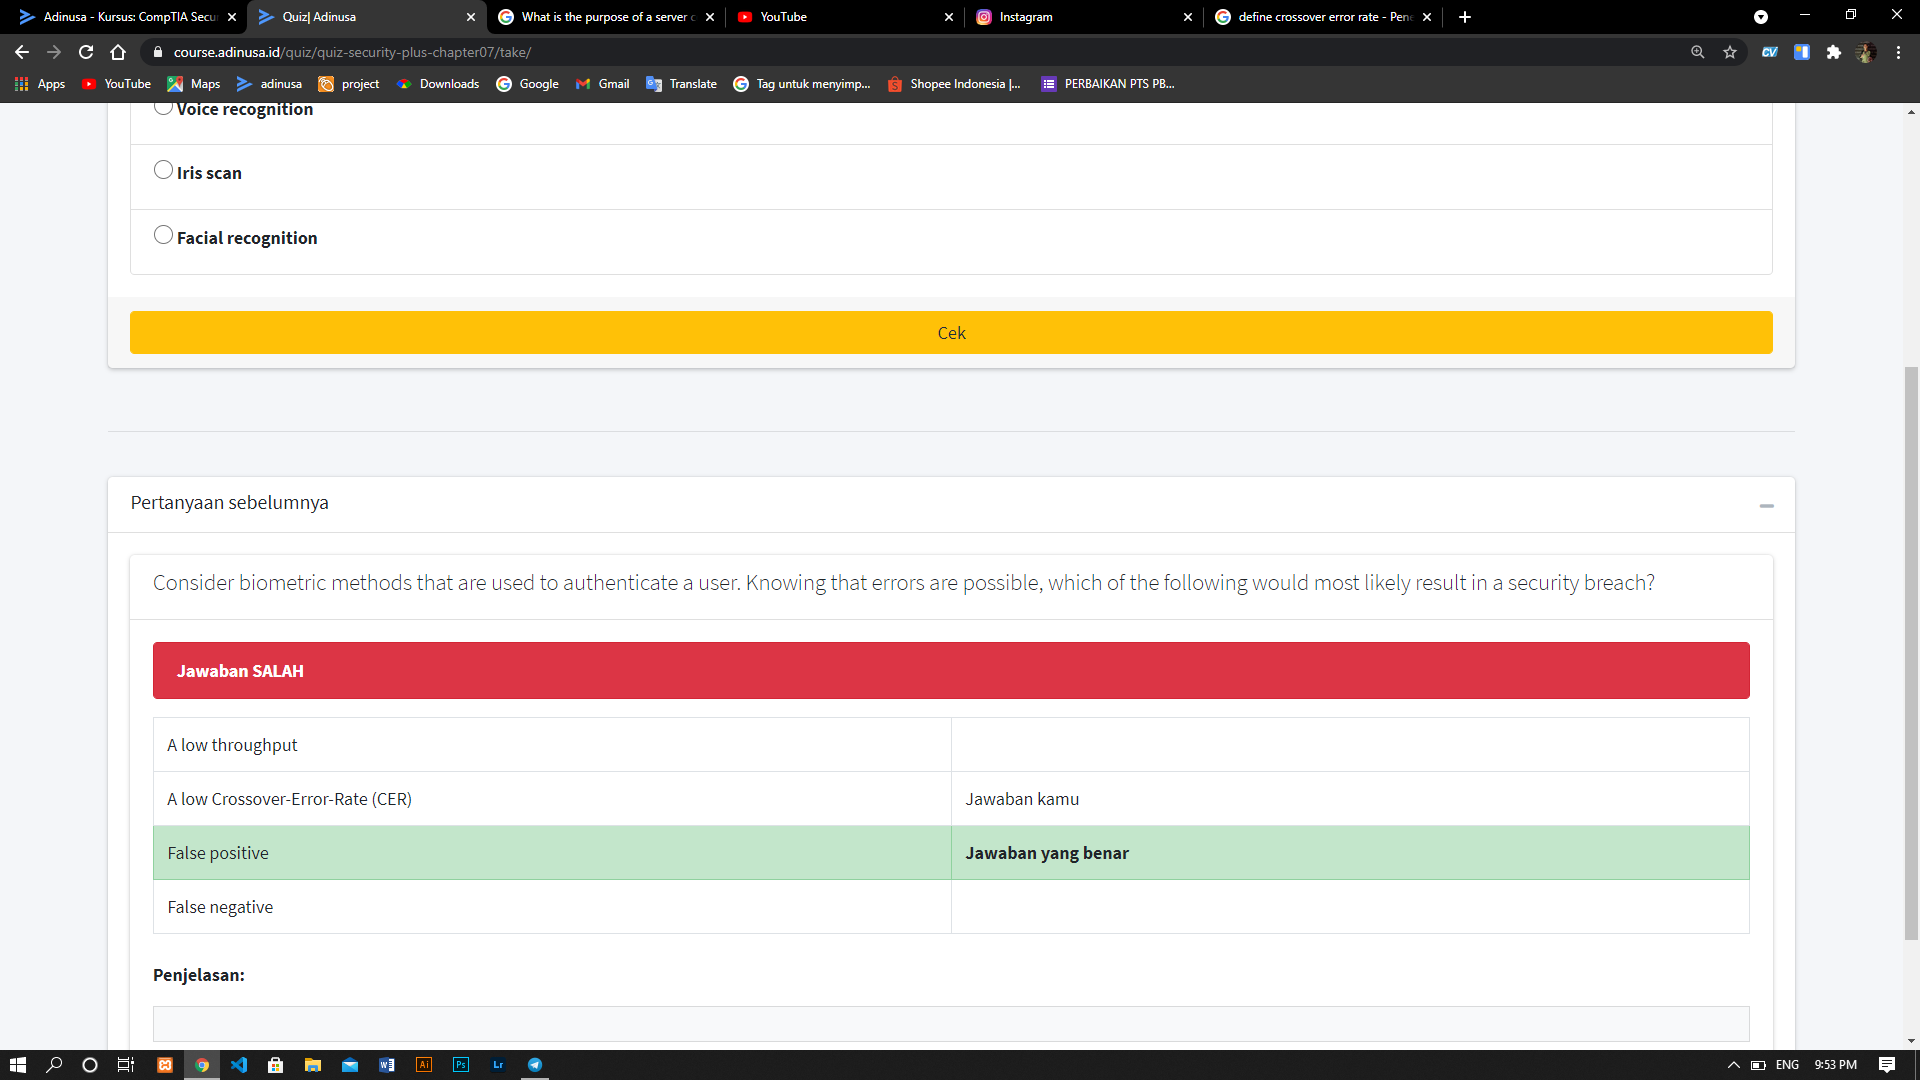 Adinusa - Kursus: CompTIA Secu
Quiz| Adinusa
What is the purpose of a server c
YouTube
Instagram
define crossover error rate - Pene
course.adinusa.id/quiz/quiz-security-plus-chapter07/take/
CV
Apps
YouTube
Maps
adinusa
project
Downloads
Google
Gmail
Translate
Tag untuk menyimp...
Shopee Indonesia |...
PERBAIKAN PTS PB...
Voice recognition
Iris scan
Facial recognition
Cek
Pertanyaan sebelumnya
Consider biometric methods that are used to authenticate a user. Knowing that errors are possible, which of the following would most likely result in a security breach?
Jawaban SALAH
A low throughput
A low Crossover-Error-Rate (CER)
Jawaban kamu
False positive
Jawaban yang benar
False negative
Penjelasan:
Ai
Ps
Lr
ENG
9:53 PM